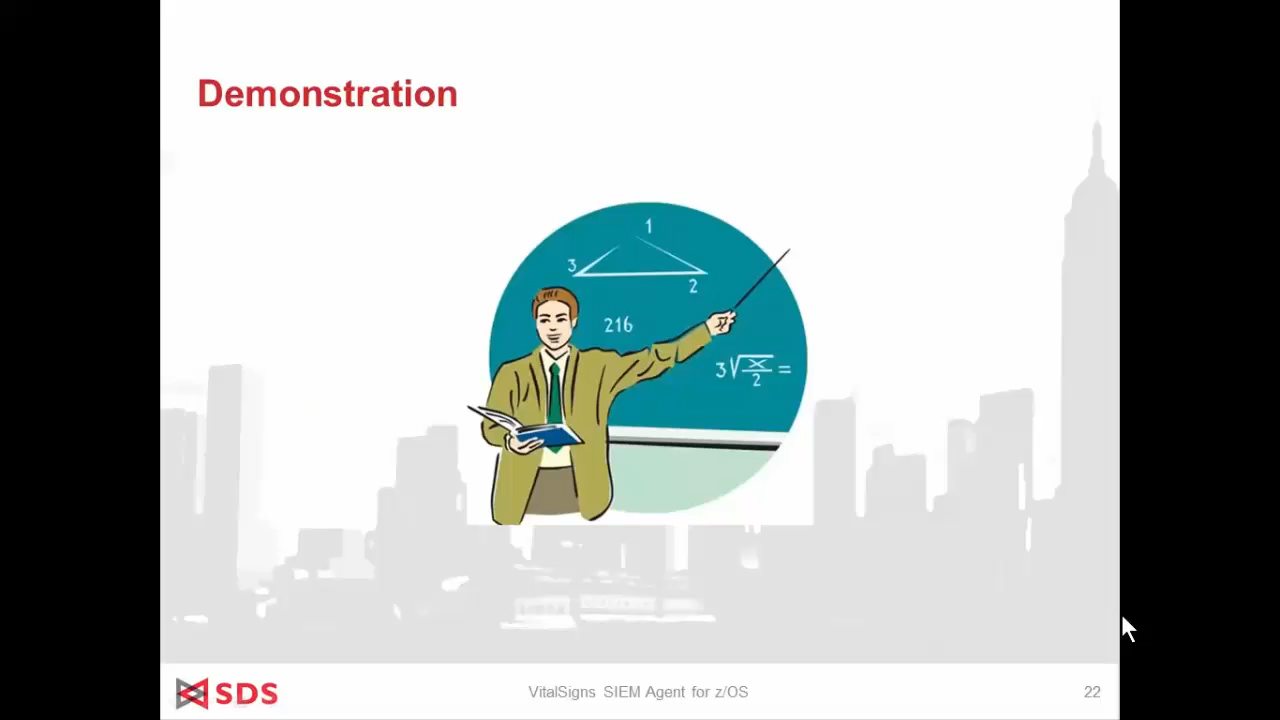 Demonstration
1
3
2
216
3√x/2 =
SDS
VitalSigns SIEM Agent for z/OS
22